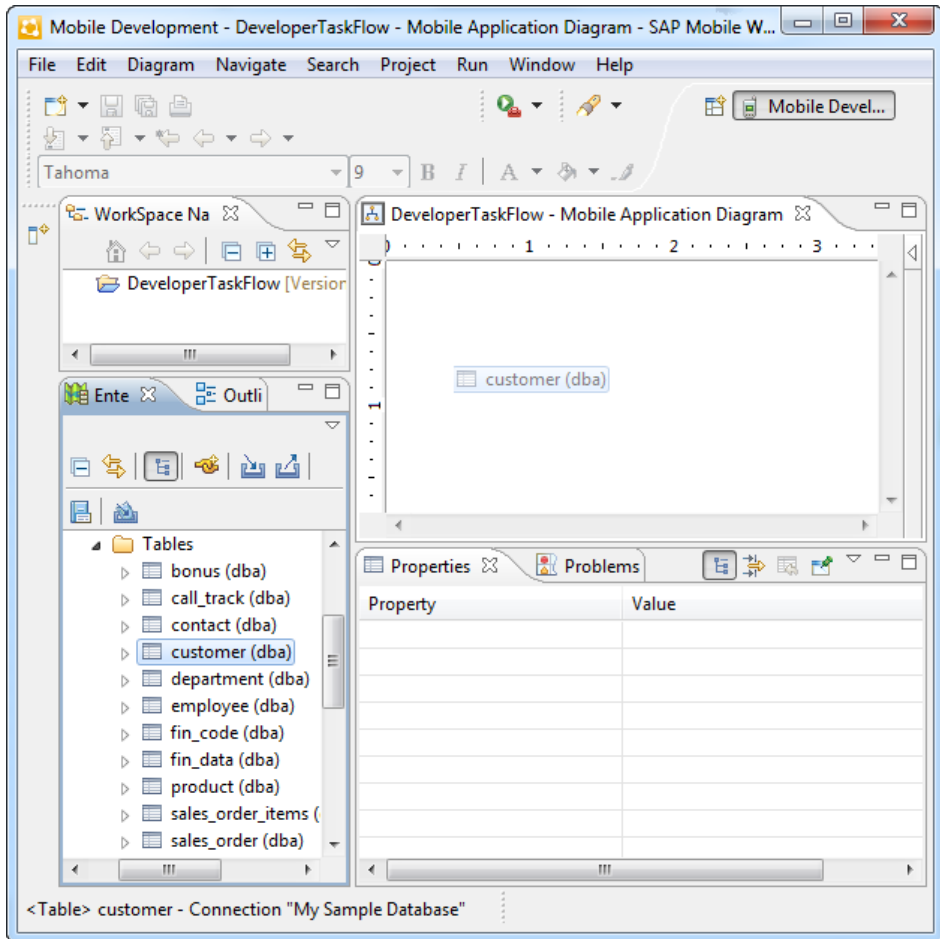 Mobile Development - DeveloperTaskFlow - Mobile Application Diagram - SAP Mobile W...
File Edit Diagram Navigate Search Project Run Window Help
Mobile Devel...
Tahoma 9 B I A
WorkSpace Na
DeveloperTaskFlow - Mobile Application Diagram
1 2 3
DeveloperTaskFlow [Version
customer (dba)
1
Ente Outli
Tables
bonus (dba)
call_track (dba)
contact (dba)
customer (dba)
department (dba)
employee (dba)
fin_code (dba)
fin_data (dba)
product (dba)
sales_order_items (
sales_order (dba)
Properties Problems
Property Value
<Table> customer - Connection "My Sample Database"